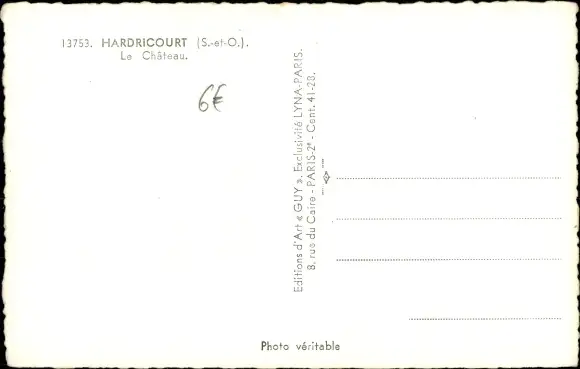 13753. HARDRICOURT (S.-et-O.).
Le Château.
6€
Editions d'Art « GUY ». Exclusivité LYNA-PARIS.
8, rue du Caire - PARIS-2e - Cent. 41-28.
Photo véritable